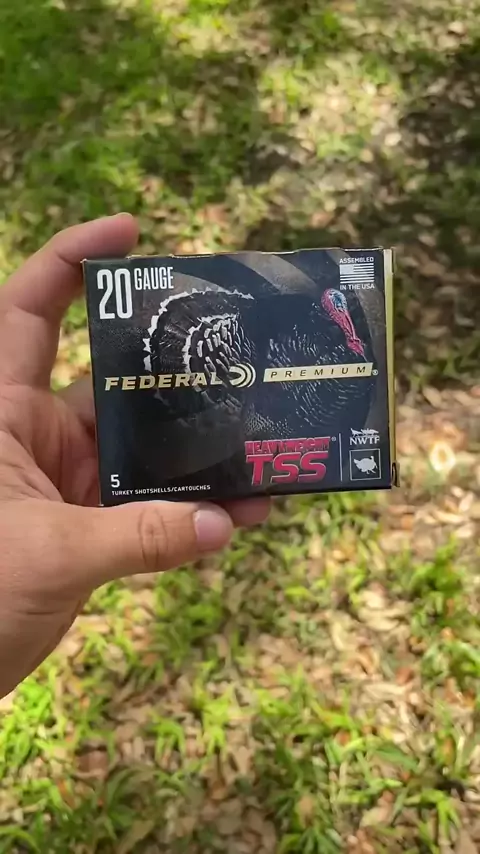 20 GAUGE
ASSEMBLED
IN THE USA
FEDERAL PREMIUM®
HEAVYWEIGHT®
TSS
NWTF
5
TURKEY SHOTSHELLS/CARTOUCHES